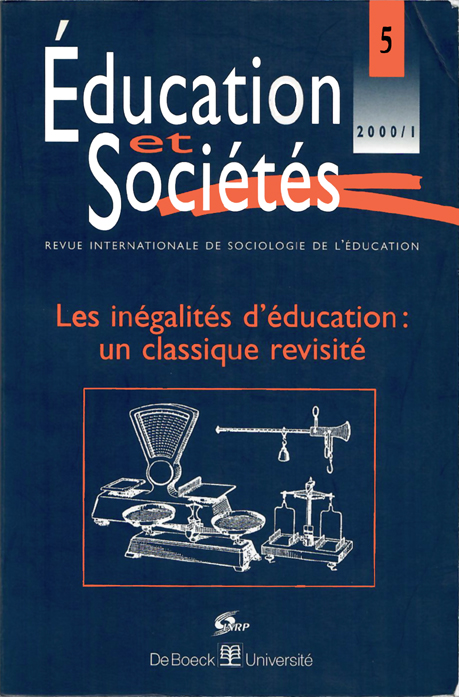 5
2000/1
Éducation
et
Sociétés
REVUE INTERNATIONALE DE SOCIOLOGIE DE L'ÉDUCATION
Les inégalités d'éducation :
un classique revisité
INRP
De Boeck Université